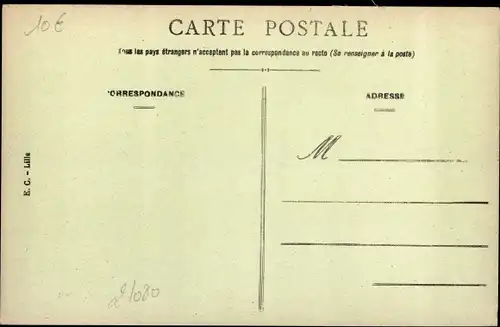 10€
CARTE POSTALE
Tous les pays étrangers n'acceptent pas la correspondance au recto (Se renseigner à la poste)
CORRESPONDANCE
ADRESSE
M
E. C. – Lille
21080